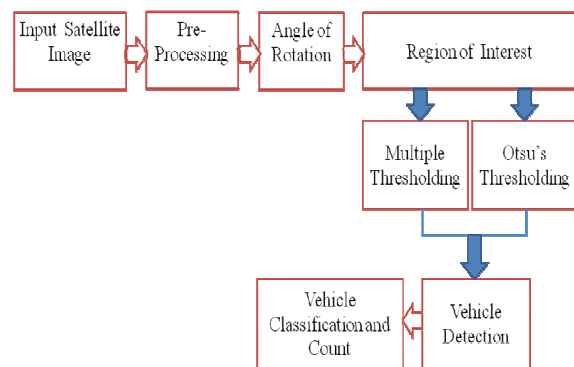 Input Satellite
Image
Pre-
Processing
Angle of
Rotation
Region of Interest
Multiple
Thresholding
Otsu's
Thresholding
Vehicle
Classification and
Count
Vehicle
Detection